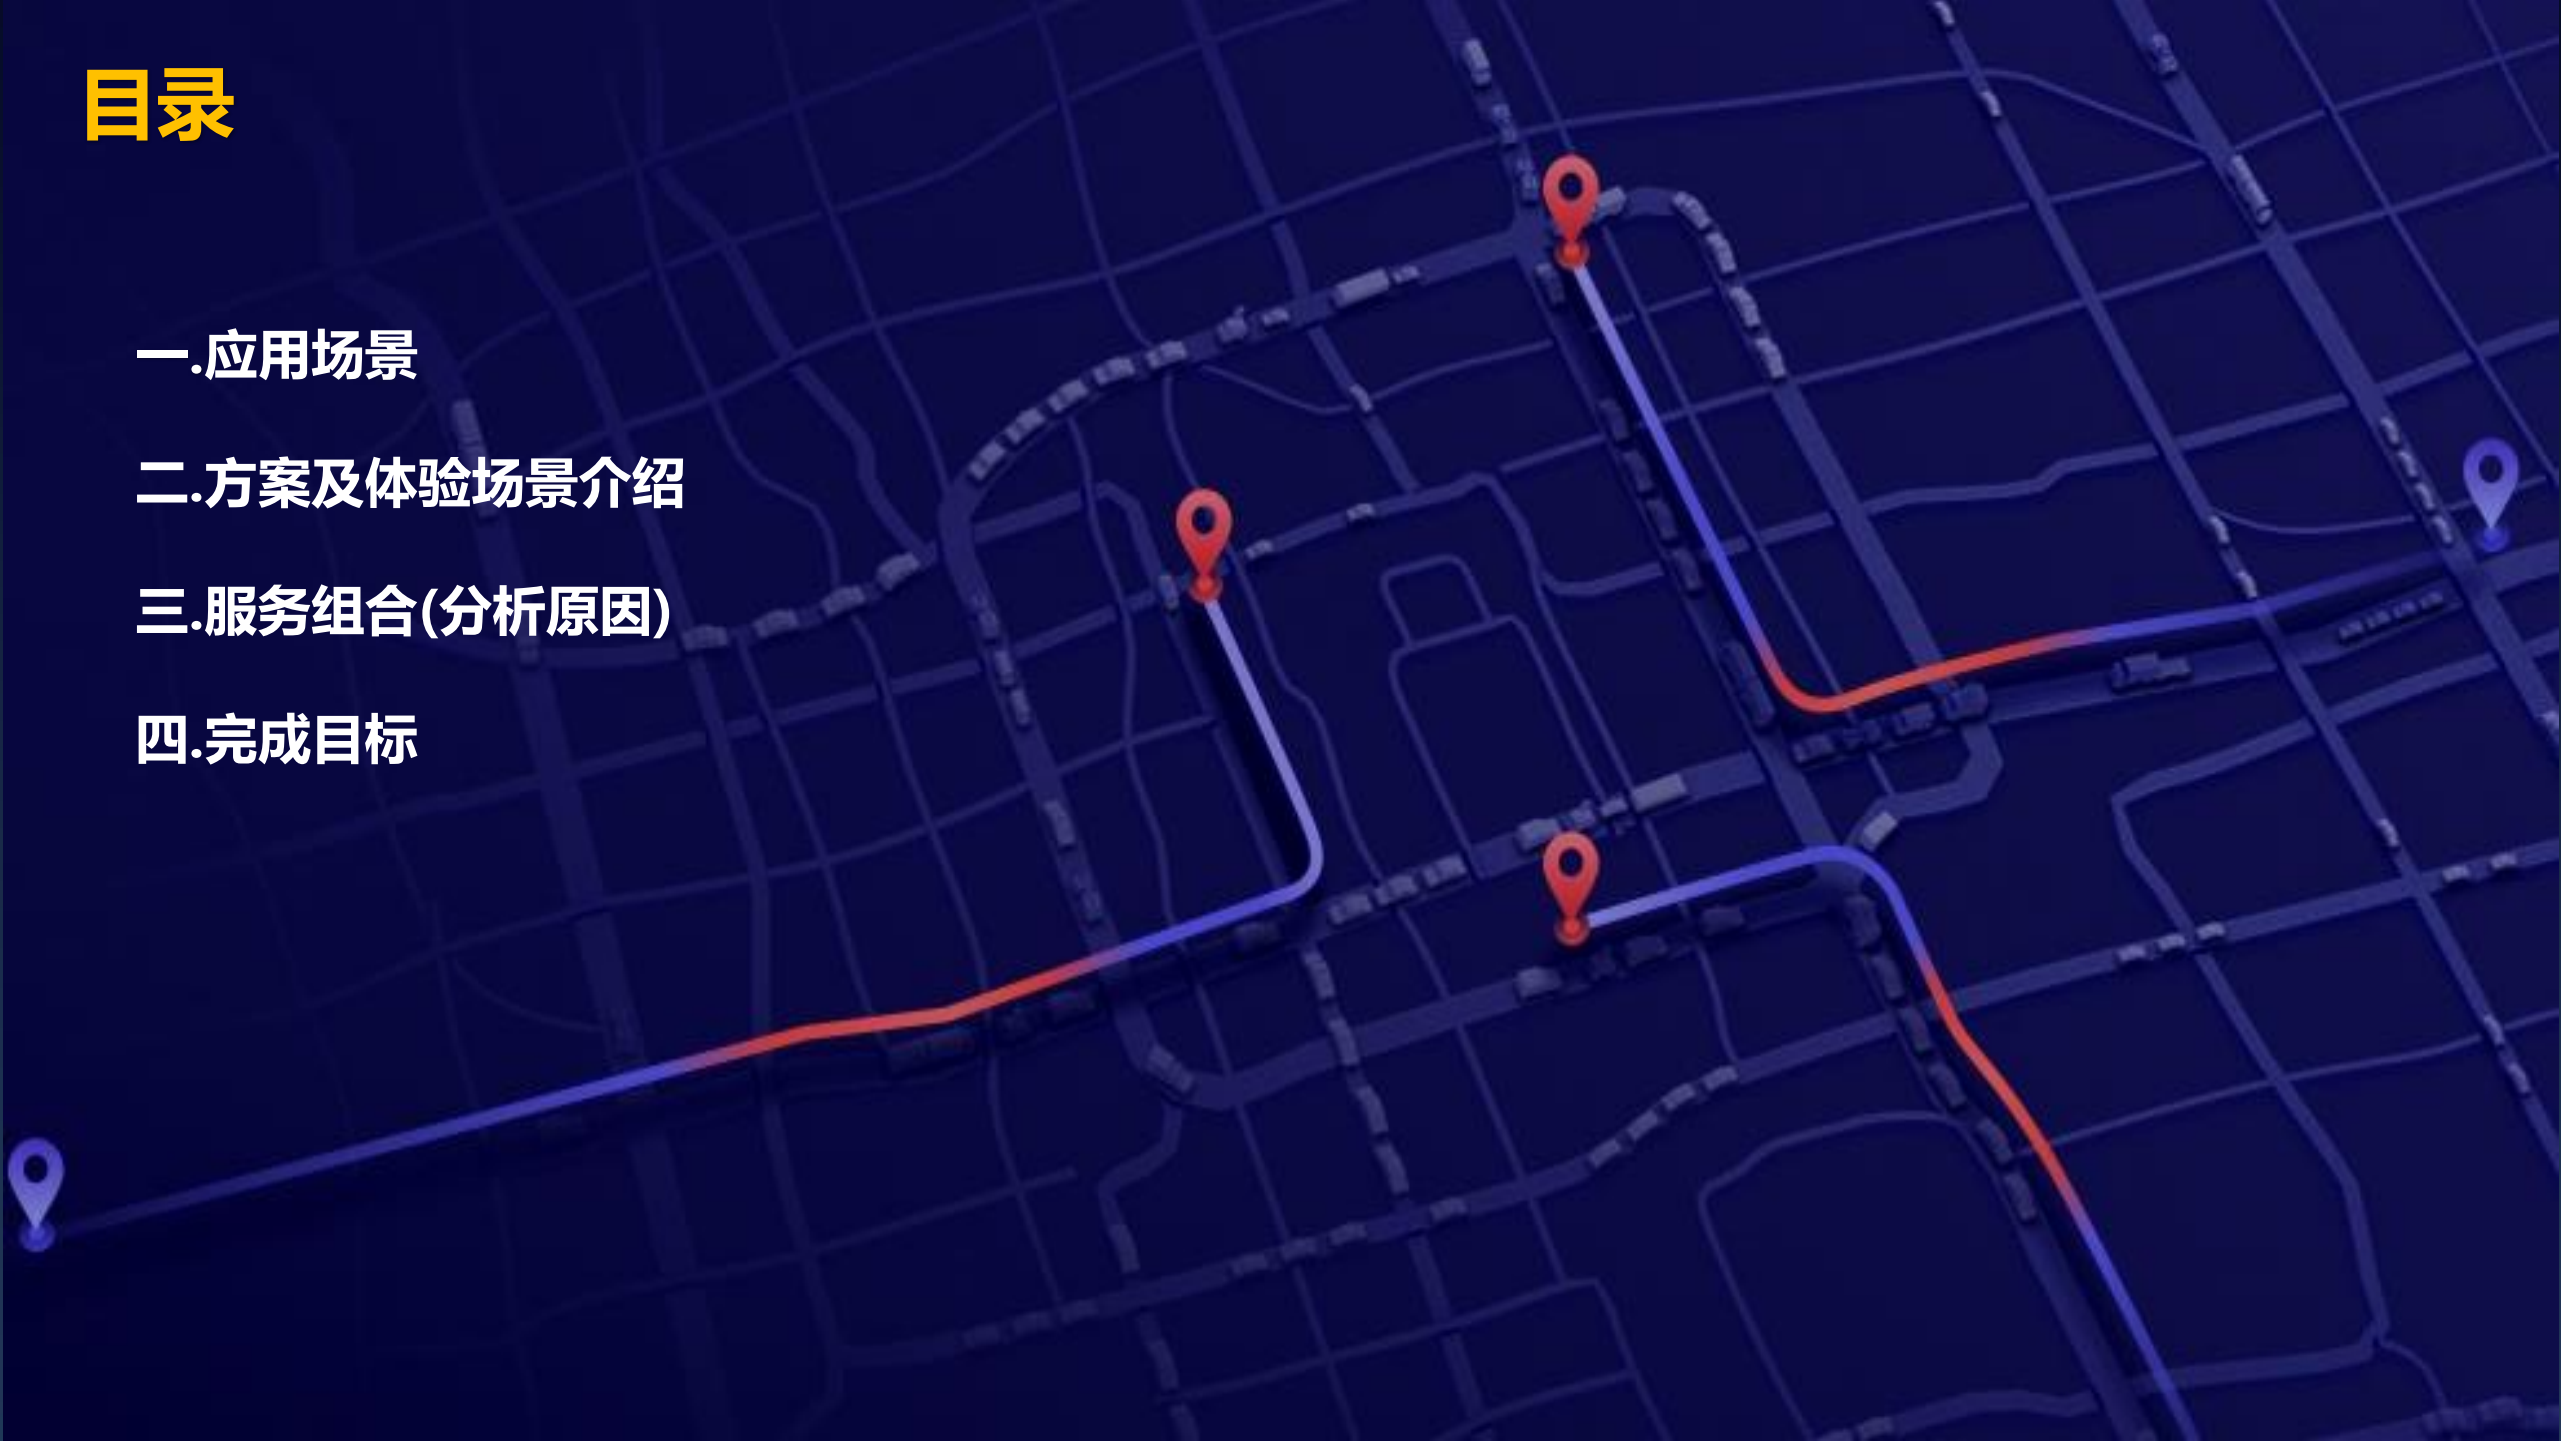 目录
一.应用场景
二.方案及体验场景介绍
三.服务组合(分析原因)
四.完成目标